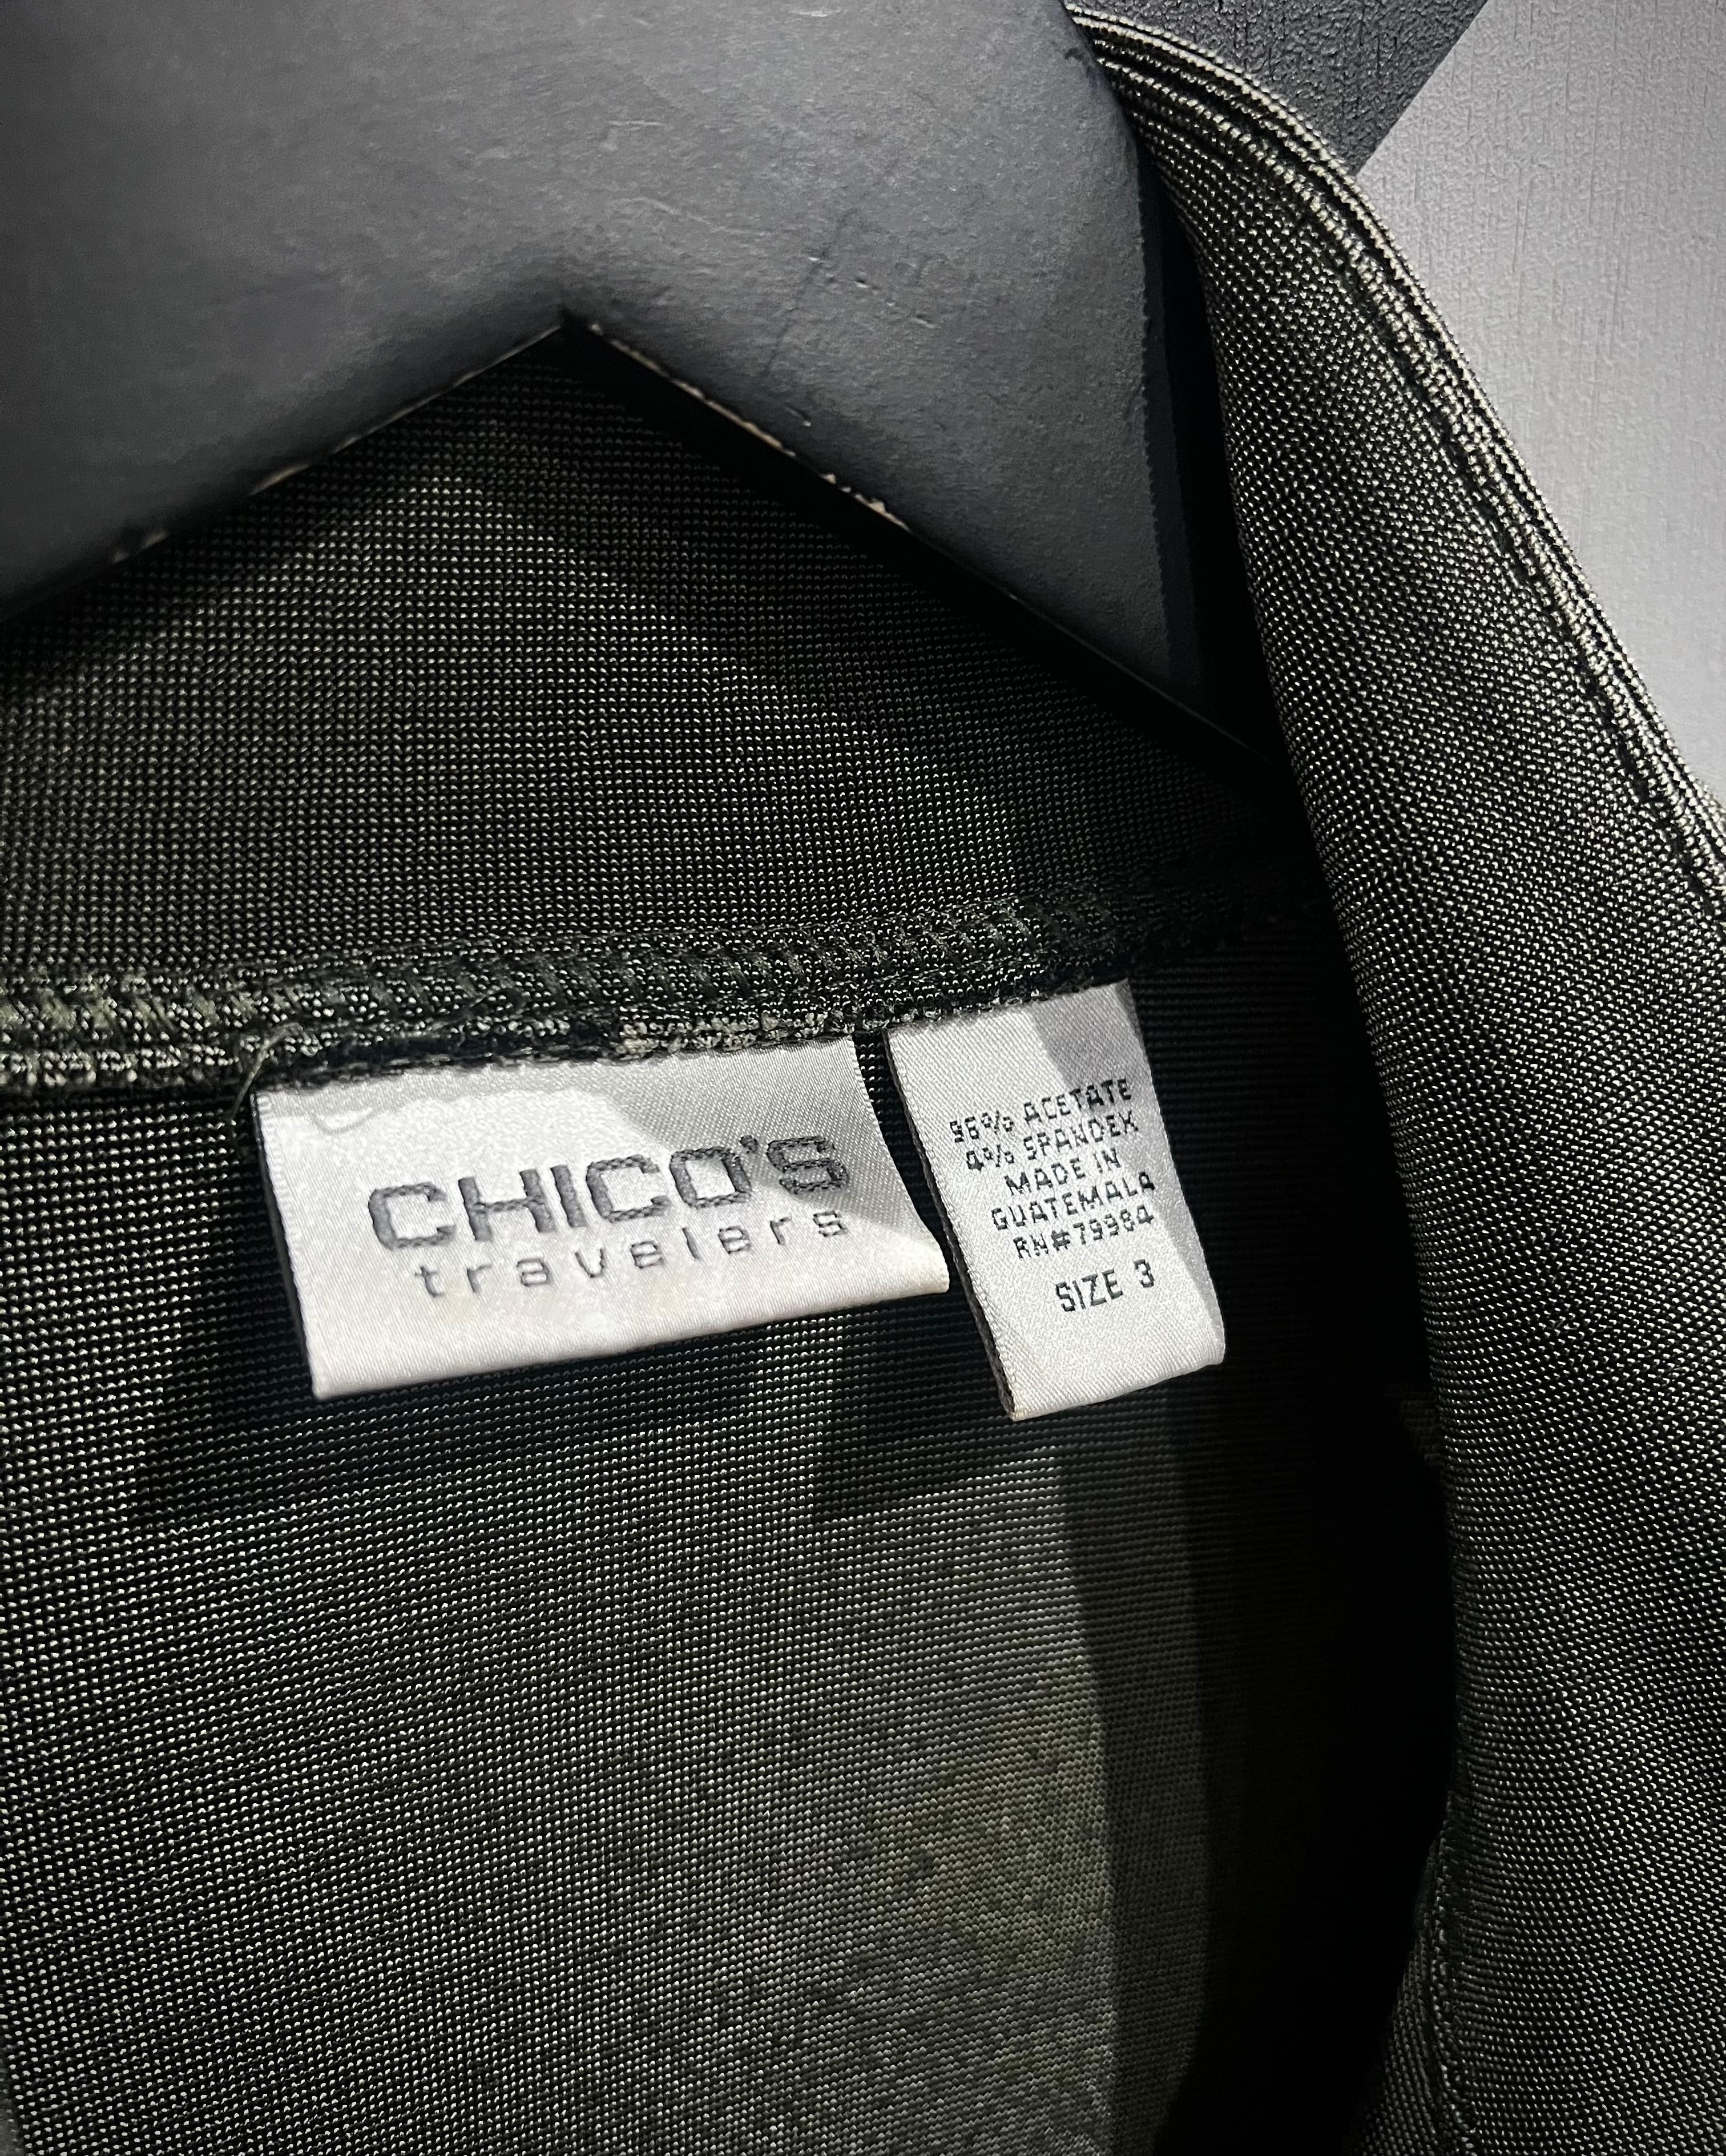 CHICO'S
travelers
96% ACETATE
4% SPANDEX
MADE IN
GUATEMALA
RN#79984
SIZE 3